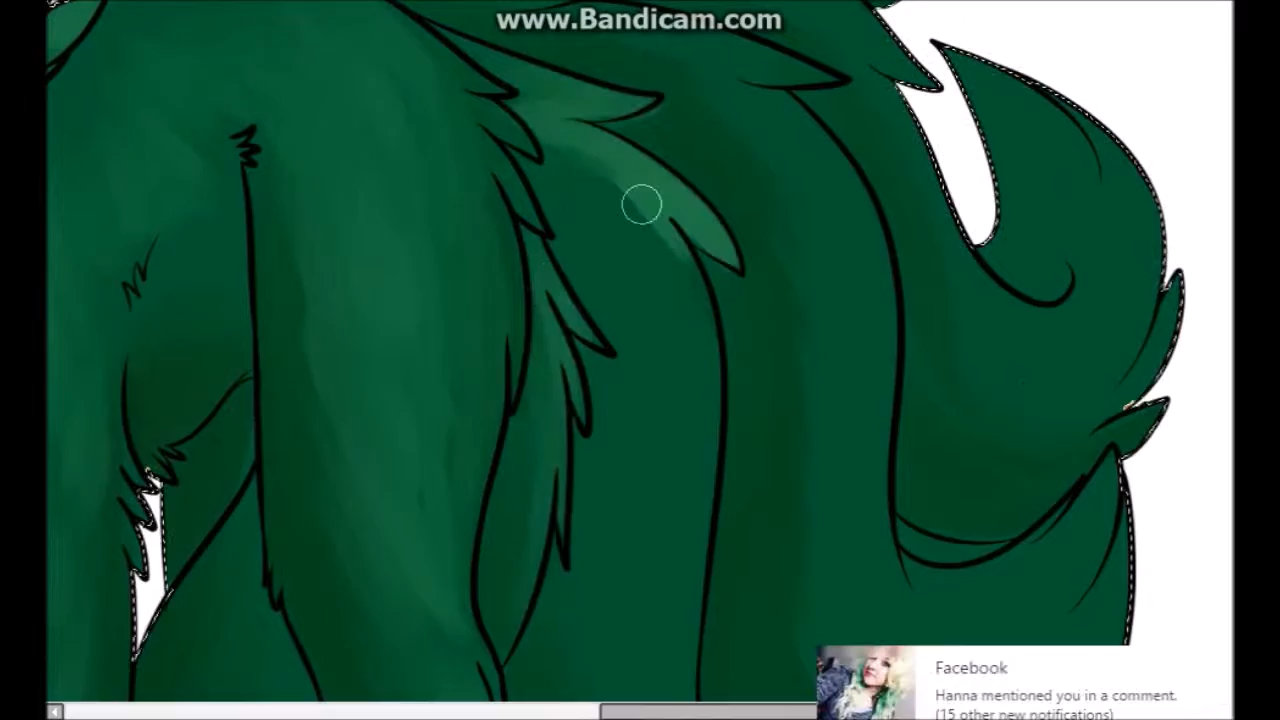 www.Bandicam.com
Facebook
Hanna mentioned you in a comment.
(15 other new notifications)